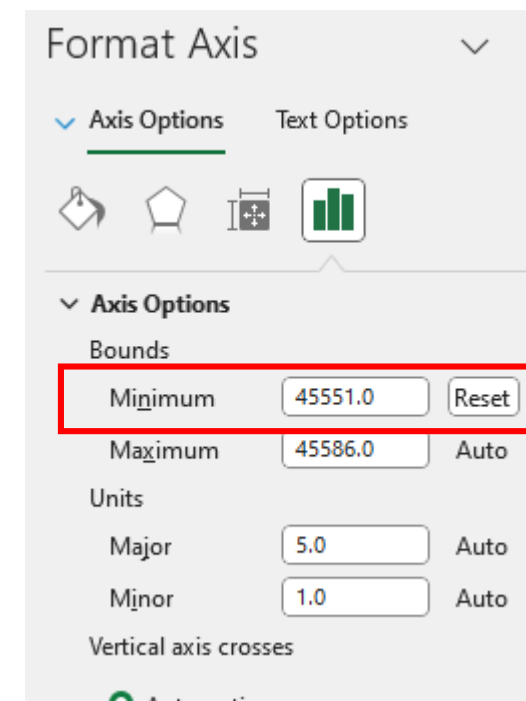 Format Axis
Axis Options Text Options
Axis Options
Bounds
Minimum 45551.0 Reset
Maximum 45586.0 Auto
Units
Major 5.0 Auto
Minor 1.0 Auto
Vertical axis crosses